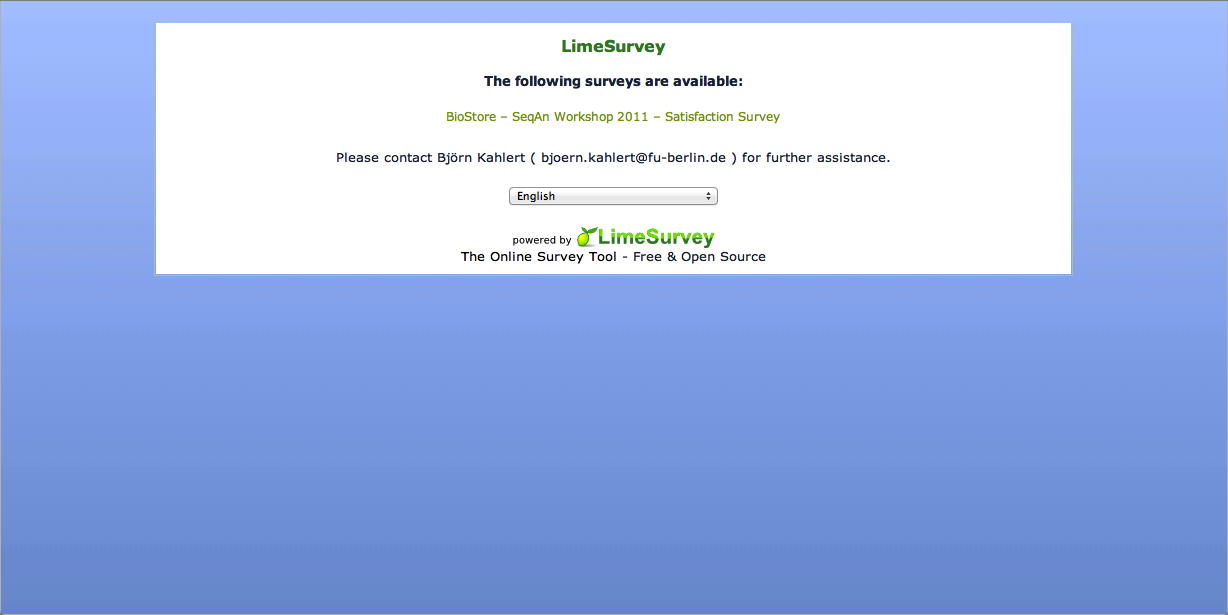 LimeSurvey
The following surveys are available:
BioStore – SeqAn Workshop 2011 – Satisfaction Survey
Please contact Björn Kahlert ( bjoern.kahlert@fu-berlin.de ) for further assistance.
English
powered by LimeSurvey
The Online Survey Tool - Free & Open Source